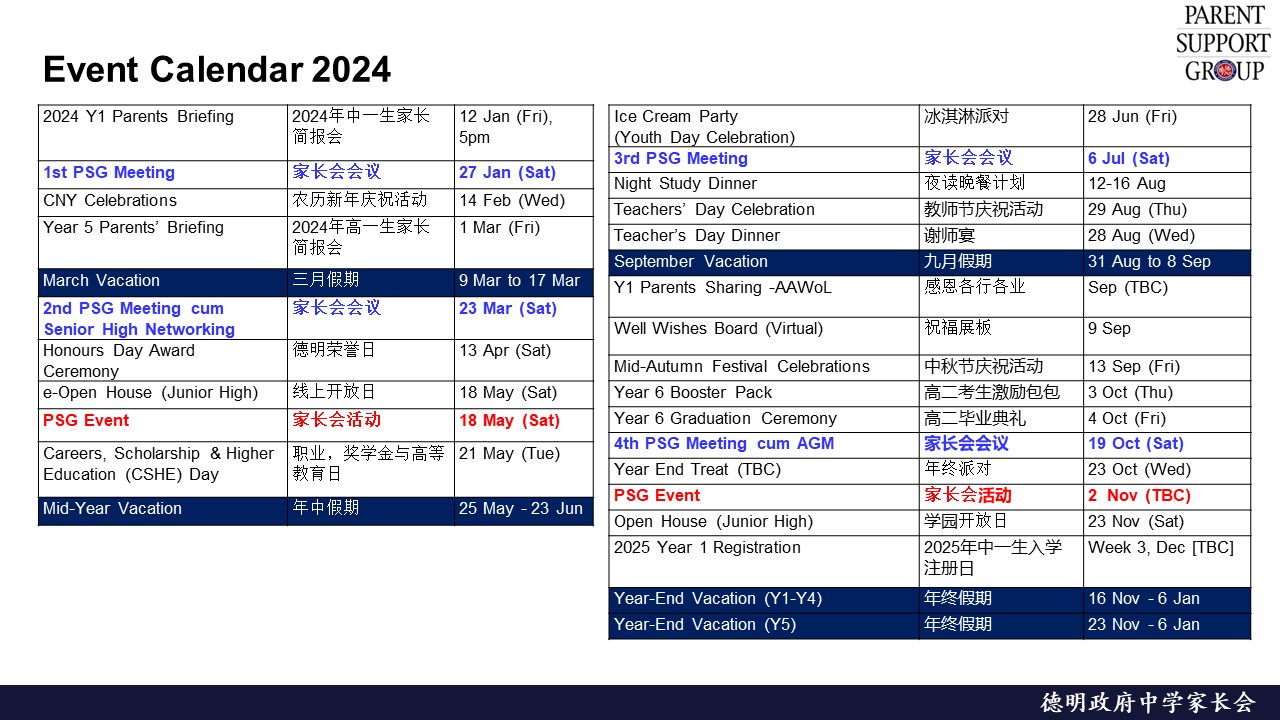 PARENT
SUPPORT
GROUP
Event Calendar 2024
2024 Y1 Parents Briefing 2024年中一生家长 12 Jan (Fri),
简报会 5pm
1st PSG Meeting 家长会会议 27 Jan (Sat)
CNY Celebrations 农历新年庆祝活动 14 Feb (Wed)
Year 5 Parents’ Briefing 2024年高一生家长 1 Mar (Fri)
简报会
March Vacation 三月假期 9 Mar to 17 Mar
2nd PSG Meeting cum 家长会会议 23 Mar (Sat)
Senior High Networking
Honours Day Award 德明荣誉日 13 Apr (Sat)
Ceremony
e-Open House (Junior High) 线上开放日 18 May (Sat)
PSG Event 家长会活动 18 May (Sat)
Careers, Scholarship & Higher 职业，奖学金与高等 21 May (Tue)
Education (CSHE) Day 教育日
Mid-Year Vacation 年中假期 25 May - 23 Jun
Ice Cream Party 冰淇淋派对 28 Jun (Fri)
(Youth Day Celebration)
3rd PSG Meeting 家长会会议 6 Jul (Sat)
Night Study Dinner 夜读晚餐计划 12-16 Aug
Teachers’ Day Celebration 教师节庆祝活动 29 Aug (Thu)
Teacher’s Day Dinner 谢师宴 28 Aug (Wed)
September Vacation 九月假期 31 Aug to 8 Sep
Y1 Parents Sharing -AAWoL 感恩各行各业 Sep (TBC)
Well Wishes Board (Virtual) 祝福展板 9 Sep
Mid-Autumn Festival Celebrations 中秋节庆祝活动 13 Sep (Fri)
Year 6 Booster Pack 高二考生激励包包 3 Oct (Thu)
Year 6 Graduation Ceremony 高二毕业典礼 4 Oct (Fri)
4th PSG Meeting cum AGM 家长会会议 19 Oct (Sat)
Year End Treat (TBC) 年终派对 23 Oct (Wed)
PSG Event 家长会活动 2 Nov (TBC)
Open House (Junior High) 学园开放日 23 Nov (Sat)
2025 Year 1 Registration 2025年中一生入学 Week 3, Dec [TBC]
注册日
Year-End Vacation (Y1-Y4) 年终假期 16 Nov - 6 Jan
Year-End Vacation (Y5) 年终假期 23 Nov - 6 Jan
德明政府中学家长会